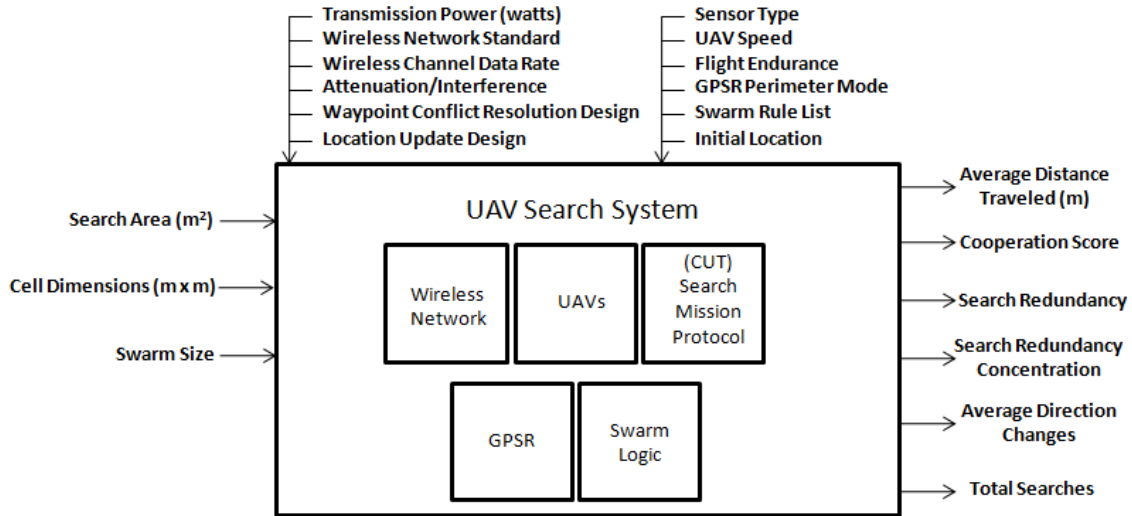 Transmission Power (watts)
Wireless Network Standard
Wireless Channel Data Rate
Attenuation/Interference
Waypoint Conflict Resolution Design
Location Update Design
Sensor Type
UAV Speed
Flight Endurance
GPSR Perimeter Mode
Swarm Rule List
Initial Location
Search Area (m²)
Cell Dimensions (m x m)
Swarm Size
UAV Search System
Wireless
Network
UAVs
(CUT)
Search
Mission
Protocol
GPSR
Swarm
Logic
Average Distance
Traveled (m)
Cooperation Score
Search Redundancy
Search Redundancy
Concentration
Average Direction
Changes
Total Searches